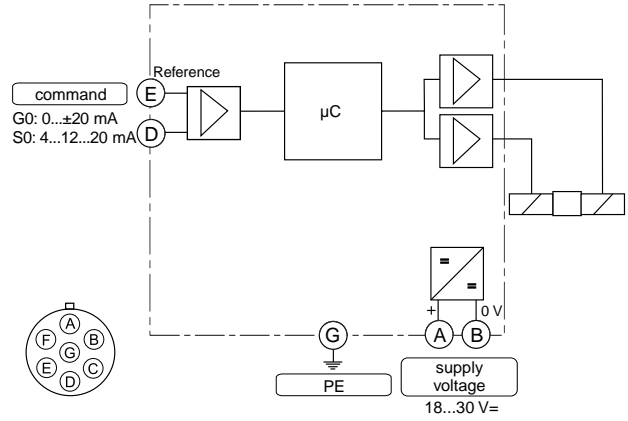 Reference
command
E
G0: 0...±20 mA
D
S0: 4...12...20 mA
µC
+
0 V
G
A
B
PE
supply
voltage
18...30 V=
A
F
B
G
E
C
D